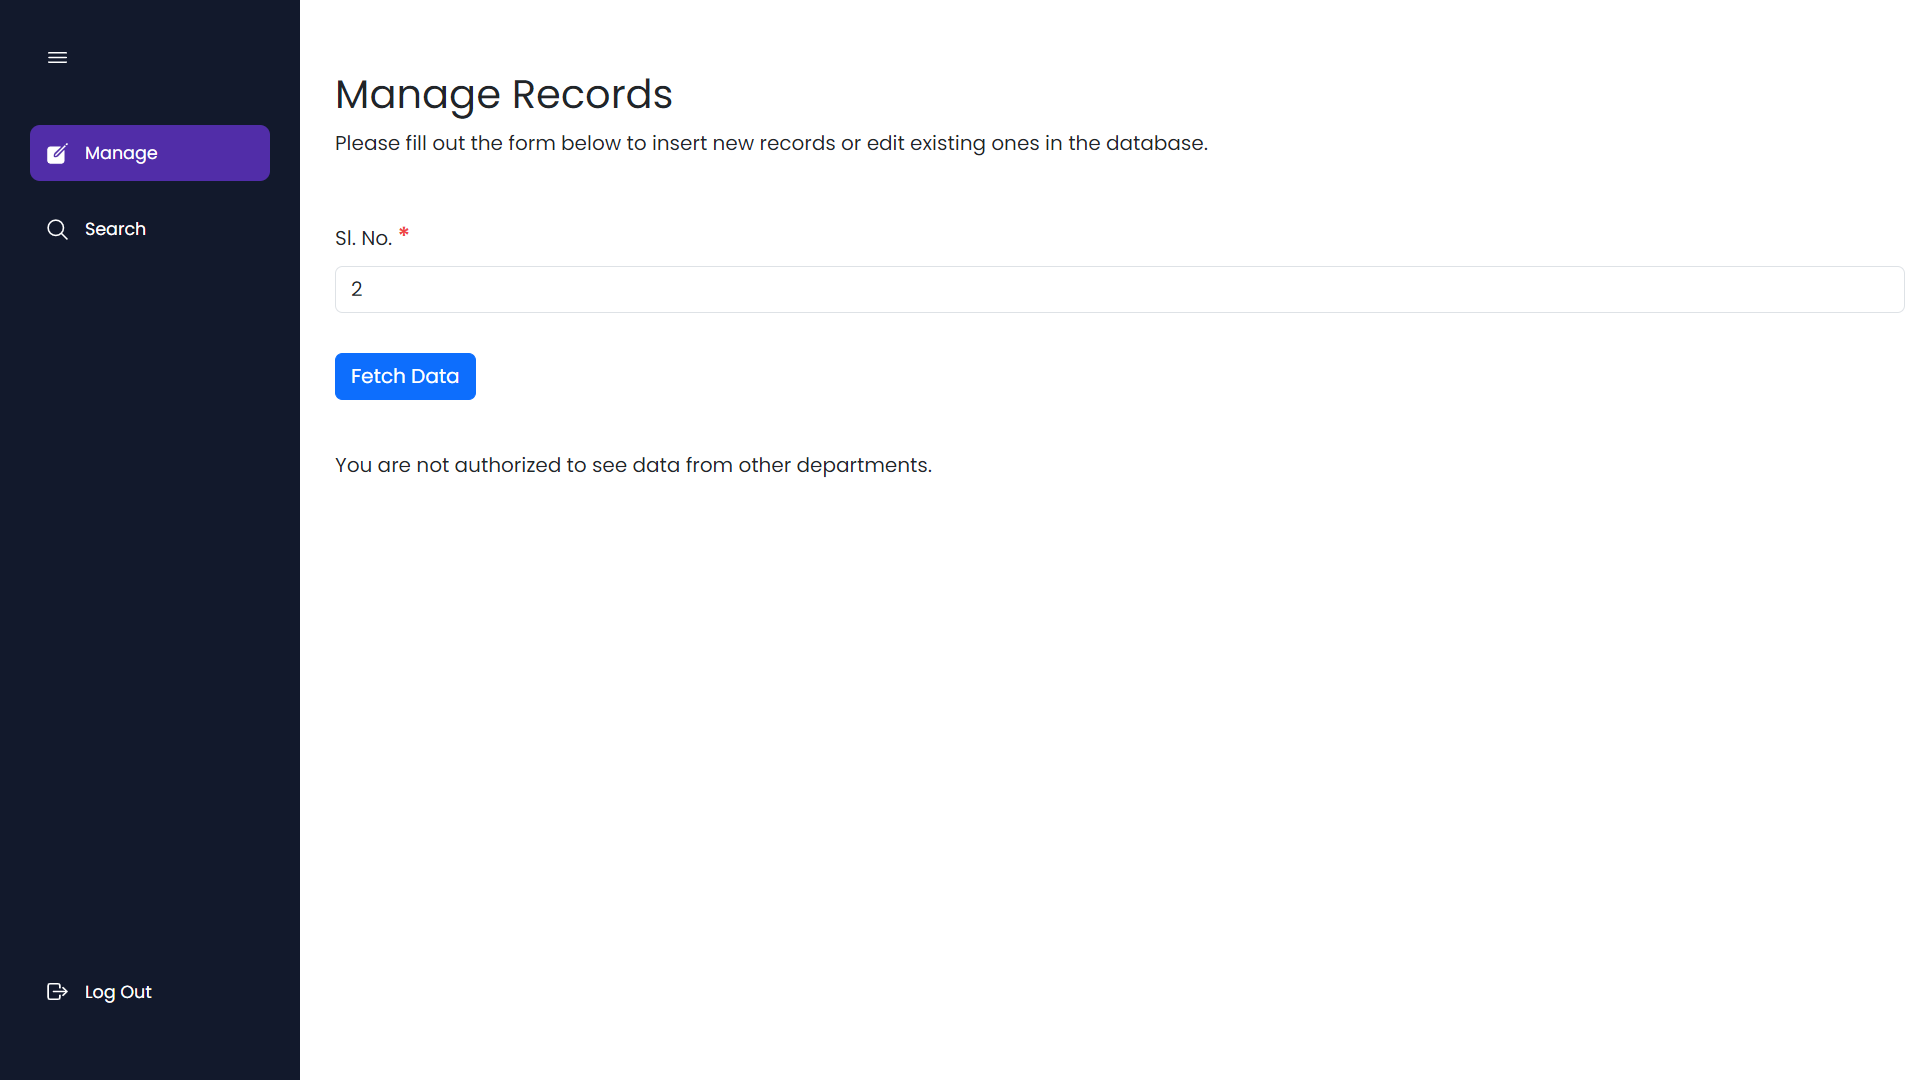 Manage
Search
Log Out
Manage Records
Please fill out the form below to insert new records or edit existing ones in the database.
Sl. No. *
2
Fetch Data
You are not authorized to see data from other departments.